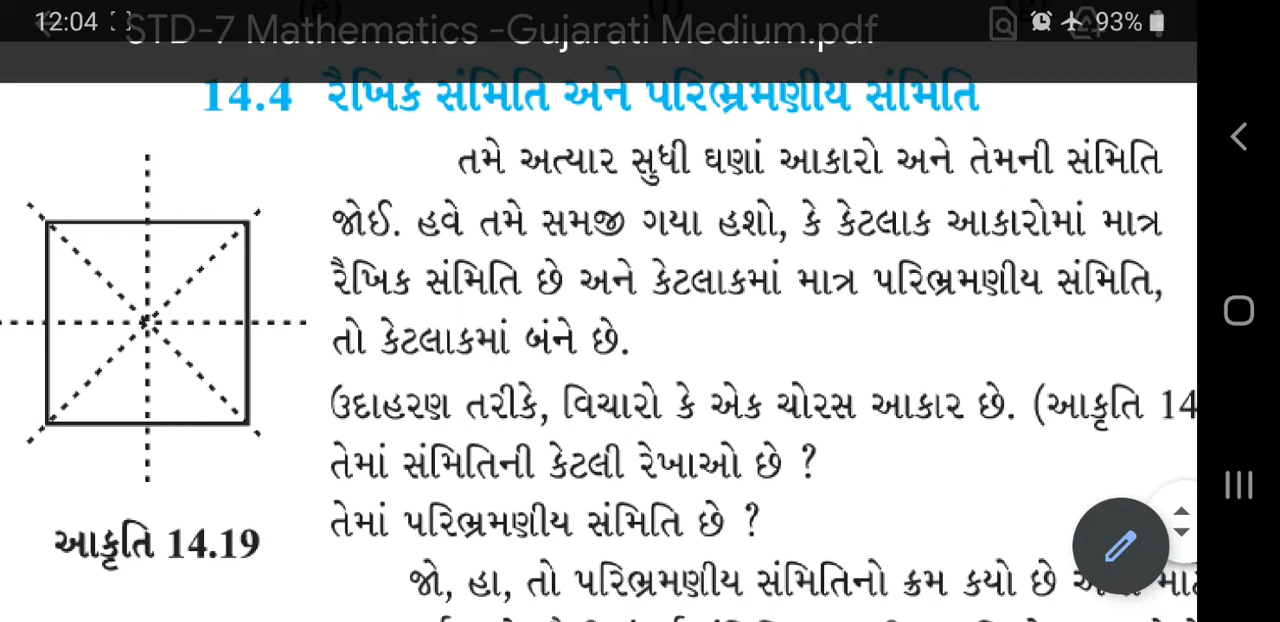 12:04
93%
STD-7 Mathematics -Gujarati Medium.pdf
14.4 રૈખિક સંમિતિ અને પરિભ્રમણીય સંમિતિ
તમે અત્યાર સુધી ઘણાં આકારો અને તેમની સંમિતિ
જોઈ. હવે તમે સમજી ગયા હશો, કે કેટલાક આકારોમાં માત્ર
રૈખિક સંમિતિ છે અને કેટલાકમાં માત્ર પરિભ્રમણીય સંમિતિ,
તો કેટલાકમાં બંને છે.
ઉદાહરણ તરીકે, વિચારો કે એક ચોરસ આકાર છે. (આકૃતિ 14
તેમાં સંમિતિની કેટલી રેખાઓ છે ?
તેમાં પરિભ્રમણીય સંમિતિ છે ?
આકૃતિ 14.19
જો, હા, તો પરિભ્રમણીય સંમિતિનો ક્રમ કયો છે